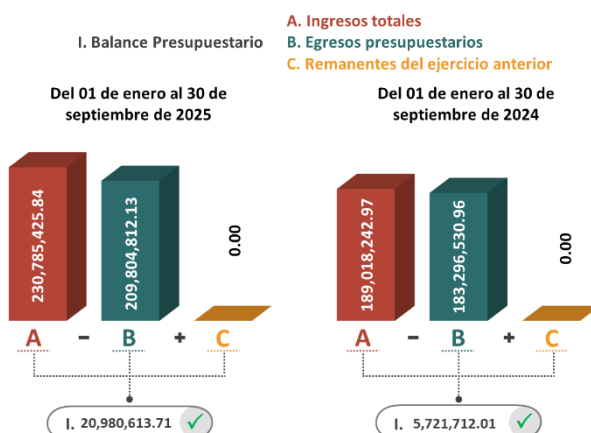 A. Ingresos totales
I. Balance Presupuestario
B. Egresos presupuestarios
C. Remanentes del ejercicio anterior
Del 01 de enero al 30 de
septiembre de 2025
230,785,425.84
209,804,812.13
0.00
A - B + C
I. 20,980,613.71
Del 01 de enero al 30 de
septiembre de 2024
189,018,242.97
183,296,530.96
0.00
A - B + C
I. 5,721,712.01